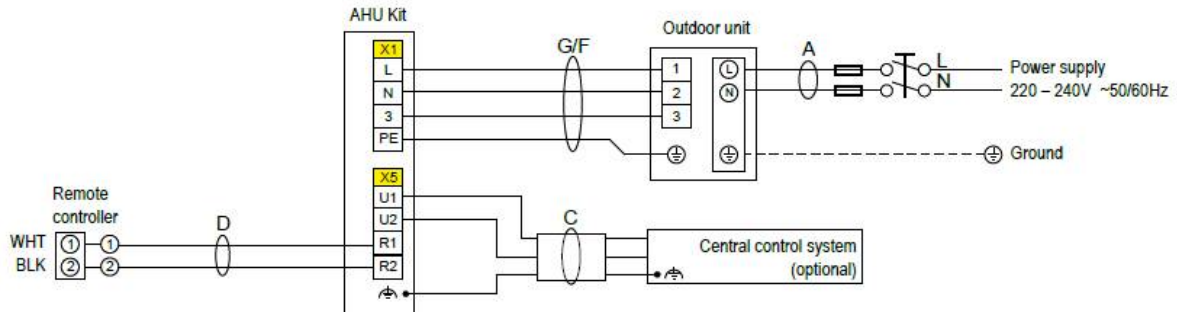 AHU Kit
Outdoor unit
X1
L
N
3
PE
G/F
1
2
3
L
N
A
L
N
Power supply
220 – 240V ~50/60Hz
Ground
X5
U1
U2
R1
R2
Remote
controller
WHT 1 1
BLK 2 2
D
C
Central control system
(optional)